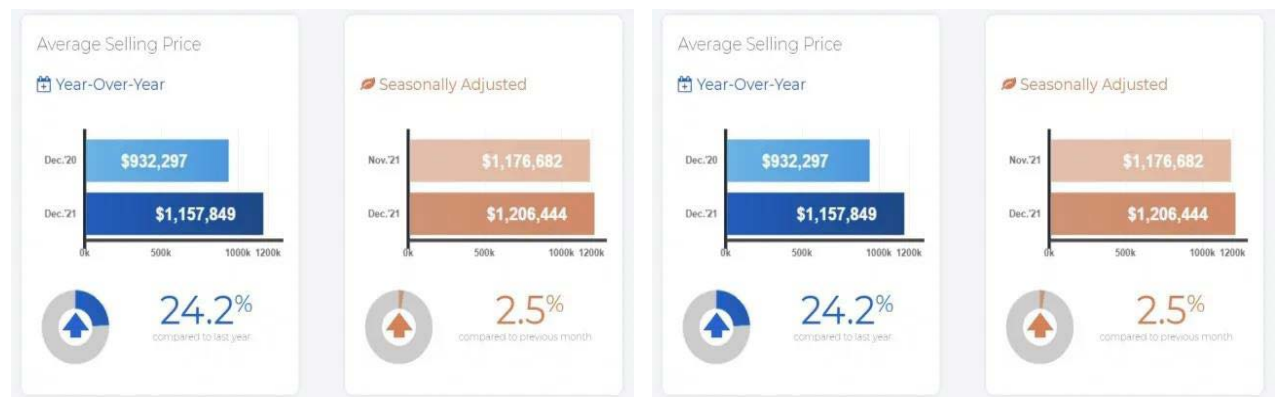 Average Selling Price
Year-Over-Year
Dec.'20
$932,297
Dec.'21
$1,157,849
0k 500k 1000k 1200k
24.2%
compared to last year
Seasonally Adjusted
Nov.'21
$1,176,682
Dec.'21
$1,206,444
0k 500k 1000k 1200k
2.5%
compared to previous month
Average Selling Price
Year-Over-Year
Dec.'20
$932,297
Dec.'21
$1,157,849
0k 500k 1000k 1200k
24.2%
compared to last year
Seasonally Adjusted
Nov.'21
$1,176,682
Dec.'21
$1,206,444
0k 500k 1000k 1200k
2.5%
compared to previous month